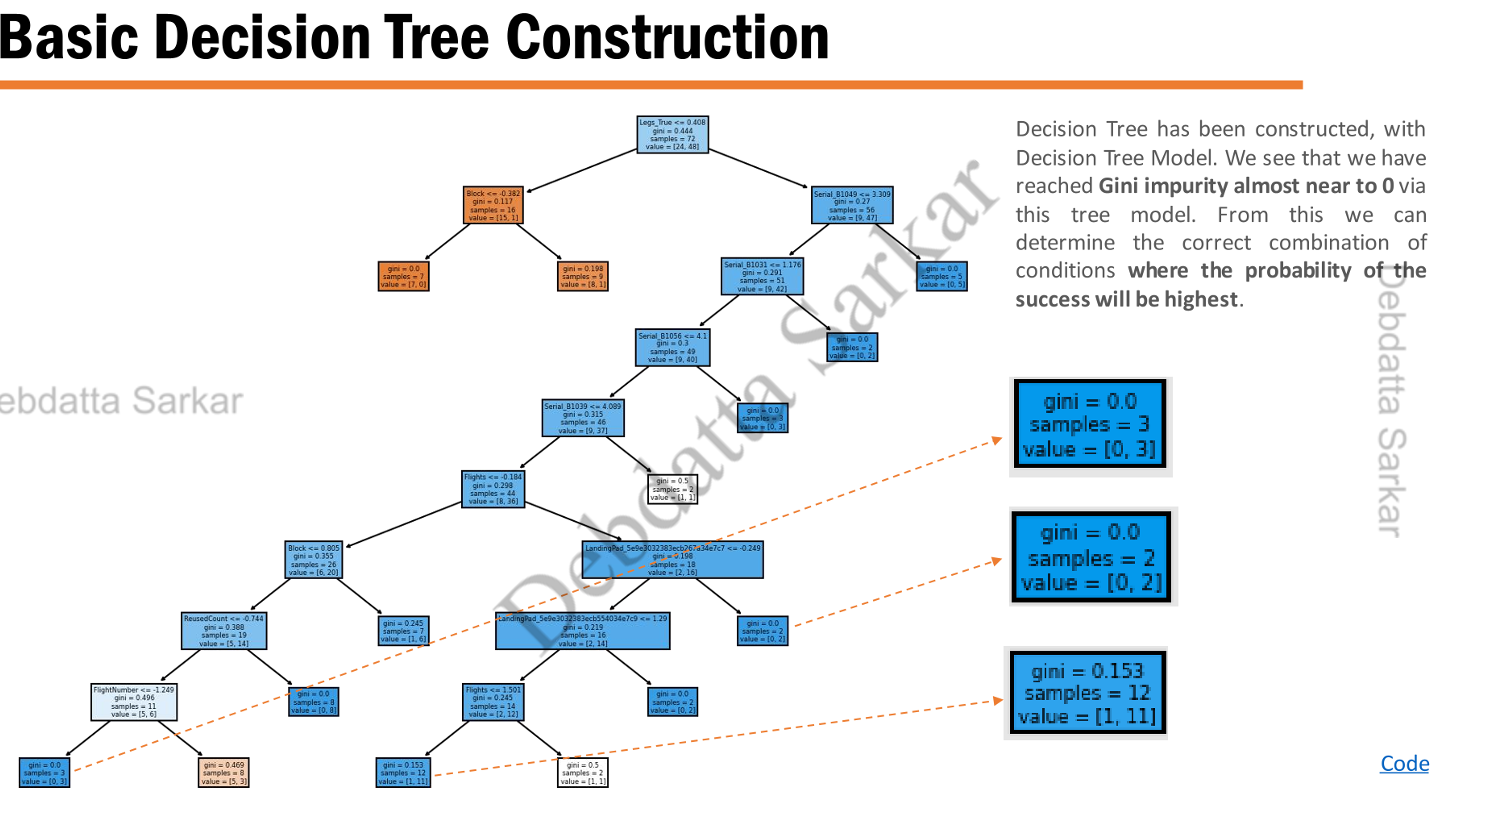 Basic Decision Tree Construction
Legs_True <= 0.408
gini = 0.444
samples = 72
value = [24, 48]
Block <= -0.382
gini = 0.117
samples = 16
value = [15, 1]
Serial_B1049 <= 3.309
gini = 0.27
samples = 56
value = [9, 47]
gini = 0.0
samples = 7
value = [7, 0]
gini = 0.198
samples = 9
value = [8, 1]
Serial_B1031 <= 1.176
gini = 0.291
samples = 51
value = [9, 42]
gini = 0.0
samples = 5
value = [0, 5]
Serial_B1056 <= 4.1
gini = 0.3
samples = 49
value = [9, 40]
gini = 0.0
samples = 2
value = [0, 2]
Serial_B1039 <= 4.089
gini = 0.315
samples = 46
value = [9, 37]
gini = 0.0
samples = 3
value = [0, 3]
Flights <= -0.184
gini = 0.298
samples = 44
value = [8, 36]
gini = 0.5
samples = 2
value = [1, 1]
Block <= 0.805
gini = 0.355
samples = 26
value = [6, 20]
LandingPad_5e9e3032383ecb267a34e7c7 <= -0.249
gini = 0.198
samples = 18
value = [2, 16]
ReusedCount <= -0.744
gini = 0.388
samples = 19
value = [5, 14]
gini = 0.245
samples = 7
value = [1, 6]
LandingPad_5e9e3032383ecb554034e7c9 <= 1.29
gini = 0.219
samples = 16
value = [2, 14]
gini = 0.0
samples = 2
value = [0, 2]
FlightNumber <= -1.249
gini = 0.496
samples = 11
value = [5, 6]
gini = 0.0
samples = 8
value = [0, 8]
Flights <= 1.501
gini = 0.245
samples = 14
value = [2, 12]
gini = 0.0
samples = 2
value = [0, 2]
gini = 0.0
samples = 3
value = [0, 3]
gini = 0.469
samples = 8
value = [5, 3]
gini = 0.153
samples = 12
value = [1, 11]
gini = 0.5
samples = 2
value = [1, 1]
Decision Tree has been constructed, with
Decision Tree Model. We see that we have
reached Gini impurity almost near to 0 via
this tree model. From this we can
determine the correct combination of
conditions where the probability of the
success will be highest.
gini = 0.0
samples = 3
value = [0, 3]
gini = 0.0
samples = 2
value = [0, 2]
gini = 0.153
samples = 12
value = [1, 11]
Code
ebdatta Sarkar
Debdatta Sarkar
Debdatta Sarkar